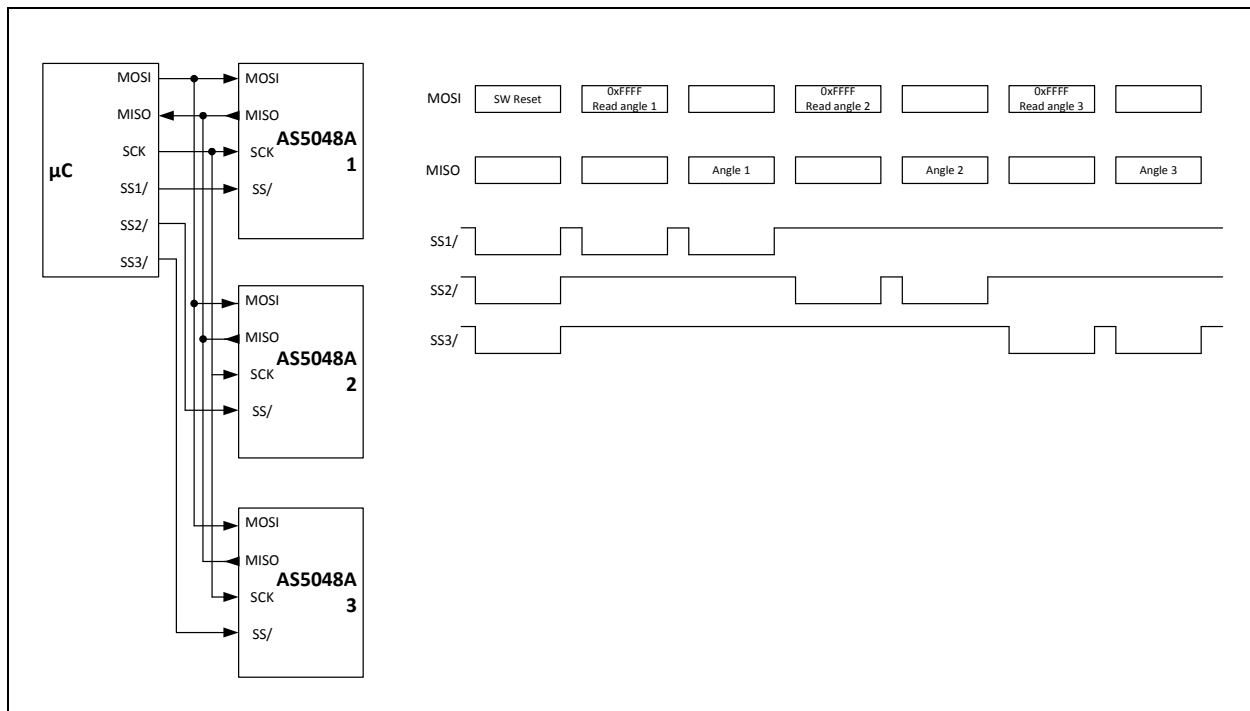 µC
MOSI
MISO
SCK
SS1/
SS2/
SS3/
MOSI
MISO
AS5048A
SCK
1
SS/
MOSI
MISO
AS5048A
SCK
2
SS/
MOSI
MISO
AS5048A
SCK
3
SS/
MOSI
SW Reset
0xFFFF
Read angle 1
0xFFFF
Read angle 2
0xFFFF
Read angle 3
MISO
Angle 1
Angle 2
Angle 3
SS1/
SS2/
SS3/